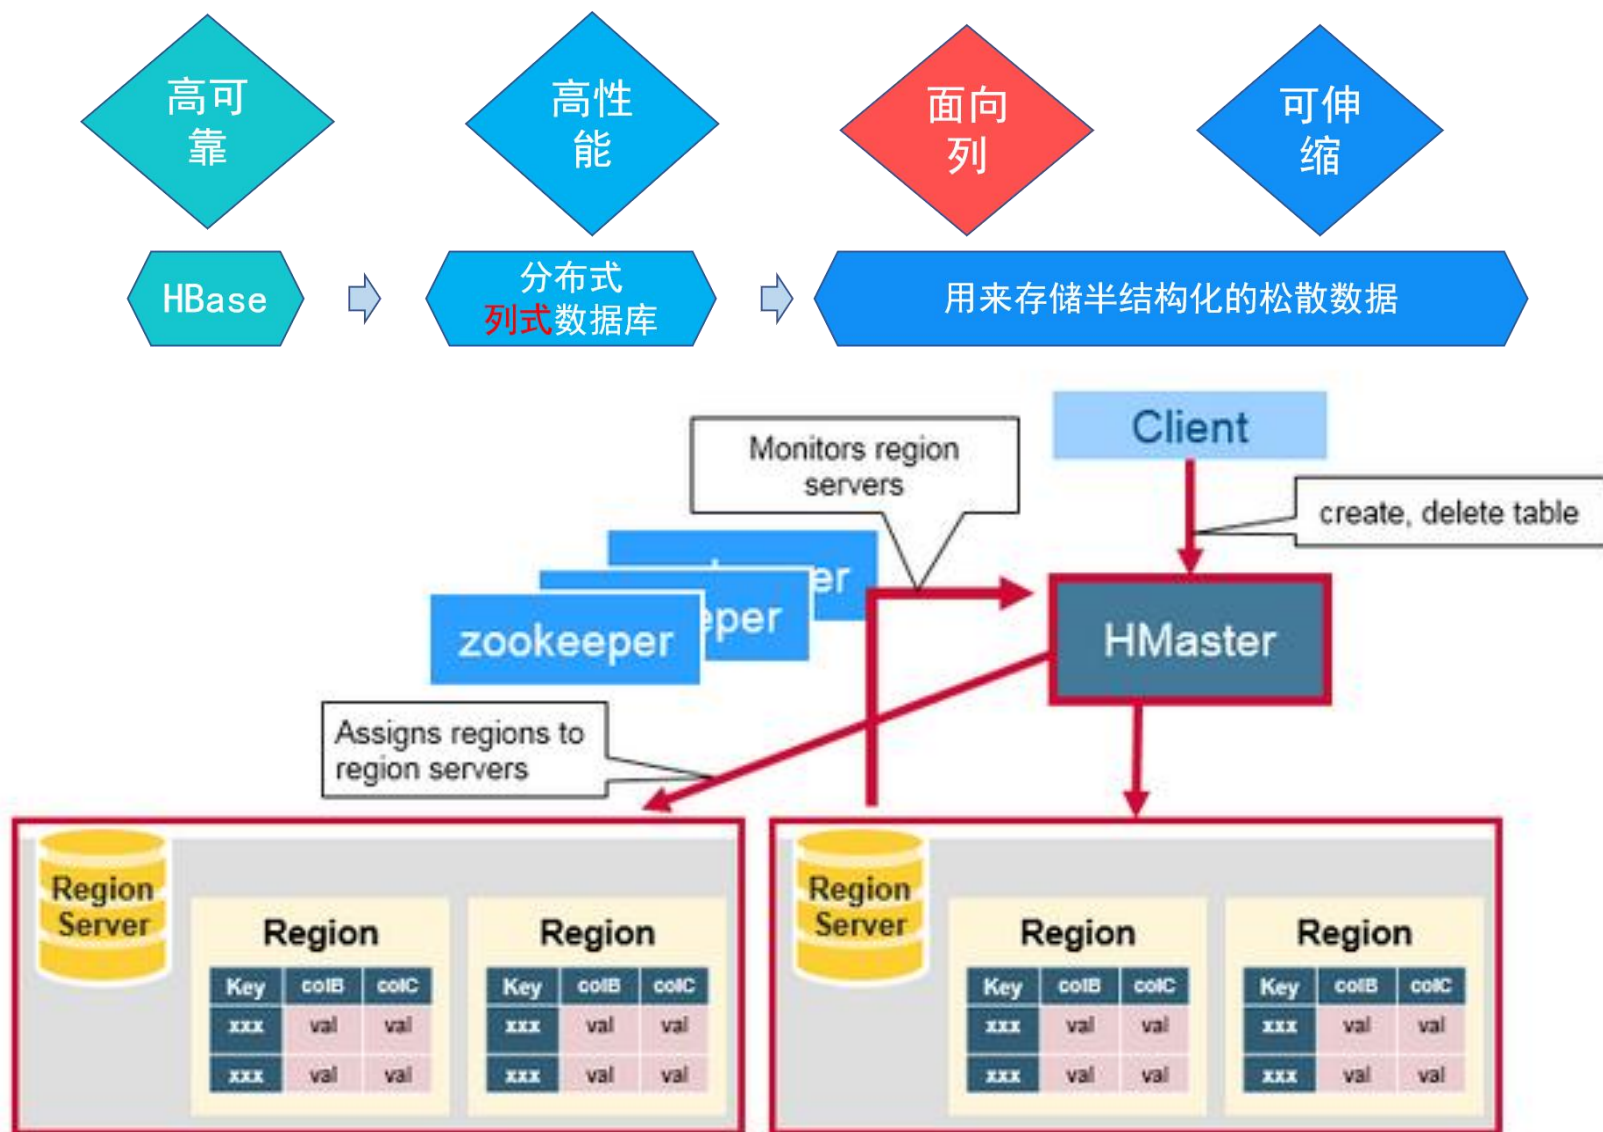 高可
靠
高性
能
面向
列
可伸
缩
HBase
分布式
列式数据库
用来存储半结构化的松散数据
Client
Monitors region
servers
create, delete table
zookeeper
eper
er
HMaster
Assigns regions to
region servers
Region
Server
Region
Key colB colC
xxx val val
xxx val val
Region
Key colB colC
xxx val val
xxx val val
Region
Server
Region
Key colB colC
xxx val val
xxx val val
Region
Key colB colC
xxx val val
xxx val val